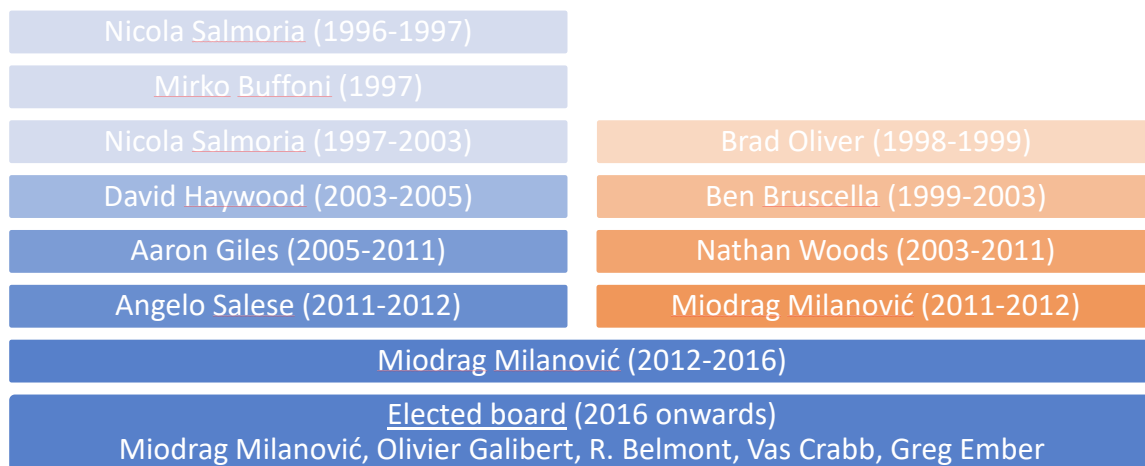 Nicola Salmoria (1996-1997)
Mirko Buffoni (1997)
Nicola Salmoria (1997-2003)
Brad Oliver (1998-1999)
David Haywood (2003-2005)
Ben Bruscella (1999-2003)
Aaron Giles (2005-2011)
Nathan Woods (2003-2011)
Angelo Salese (2011-2012)
Miodrag Milanović (2011-2012)
Miodrag Milanović (2012-2016)
Elected board (2016 onwards)
Miodrag Milanović, Olivier Galibert, R. Belmont, Vas Crabb, Greg Ember